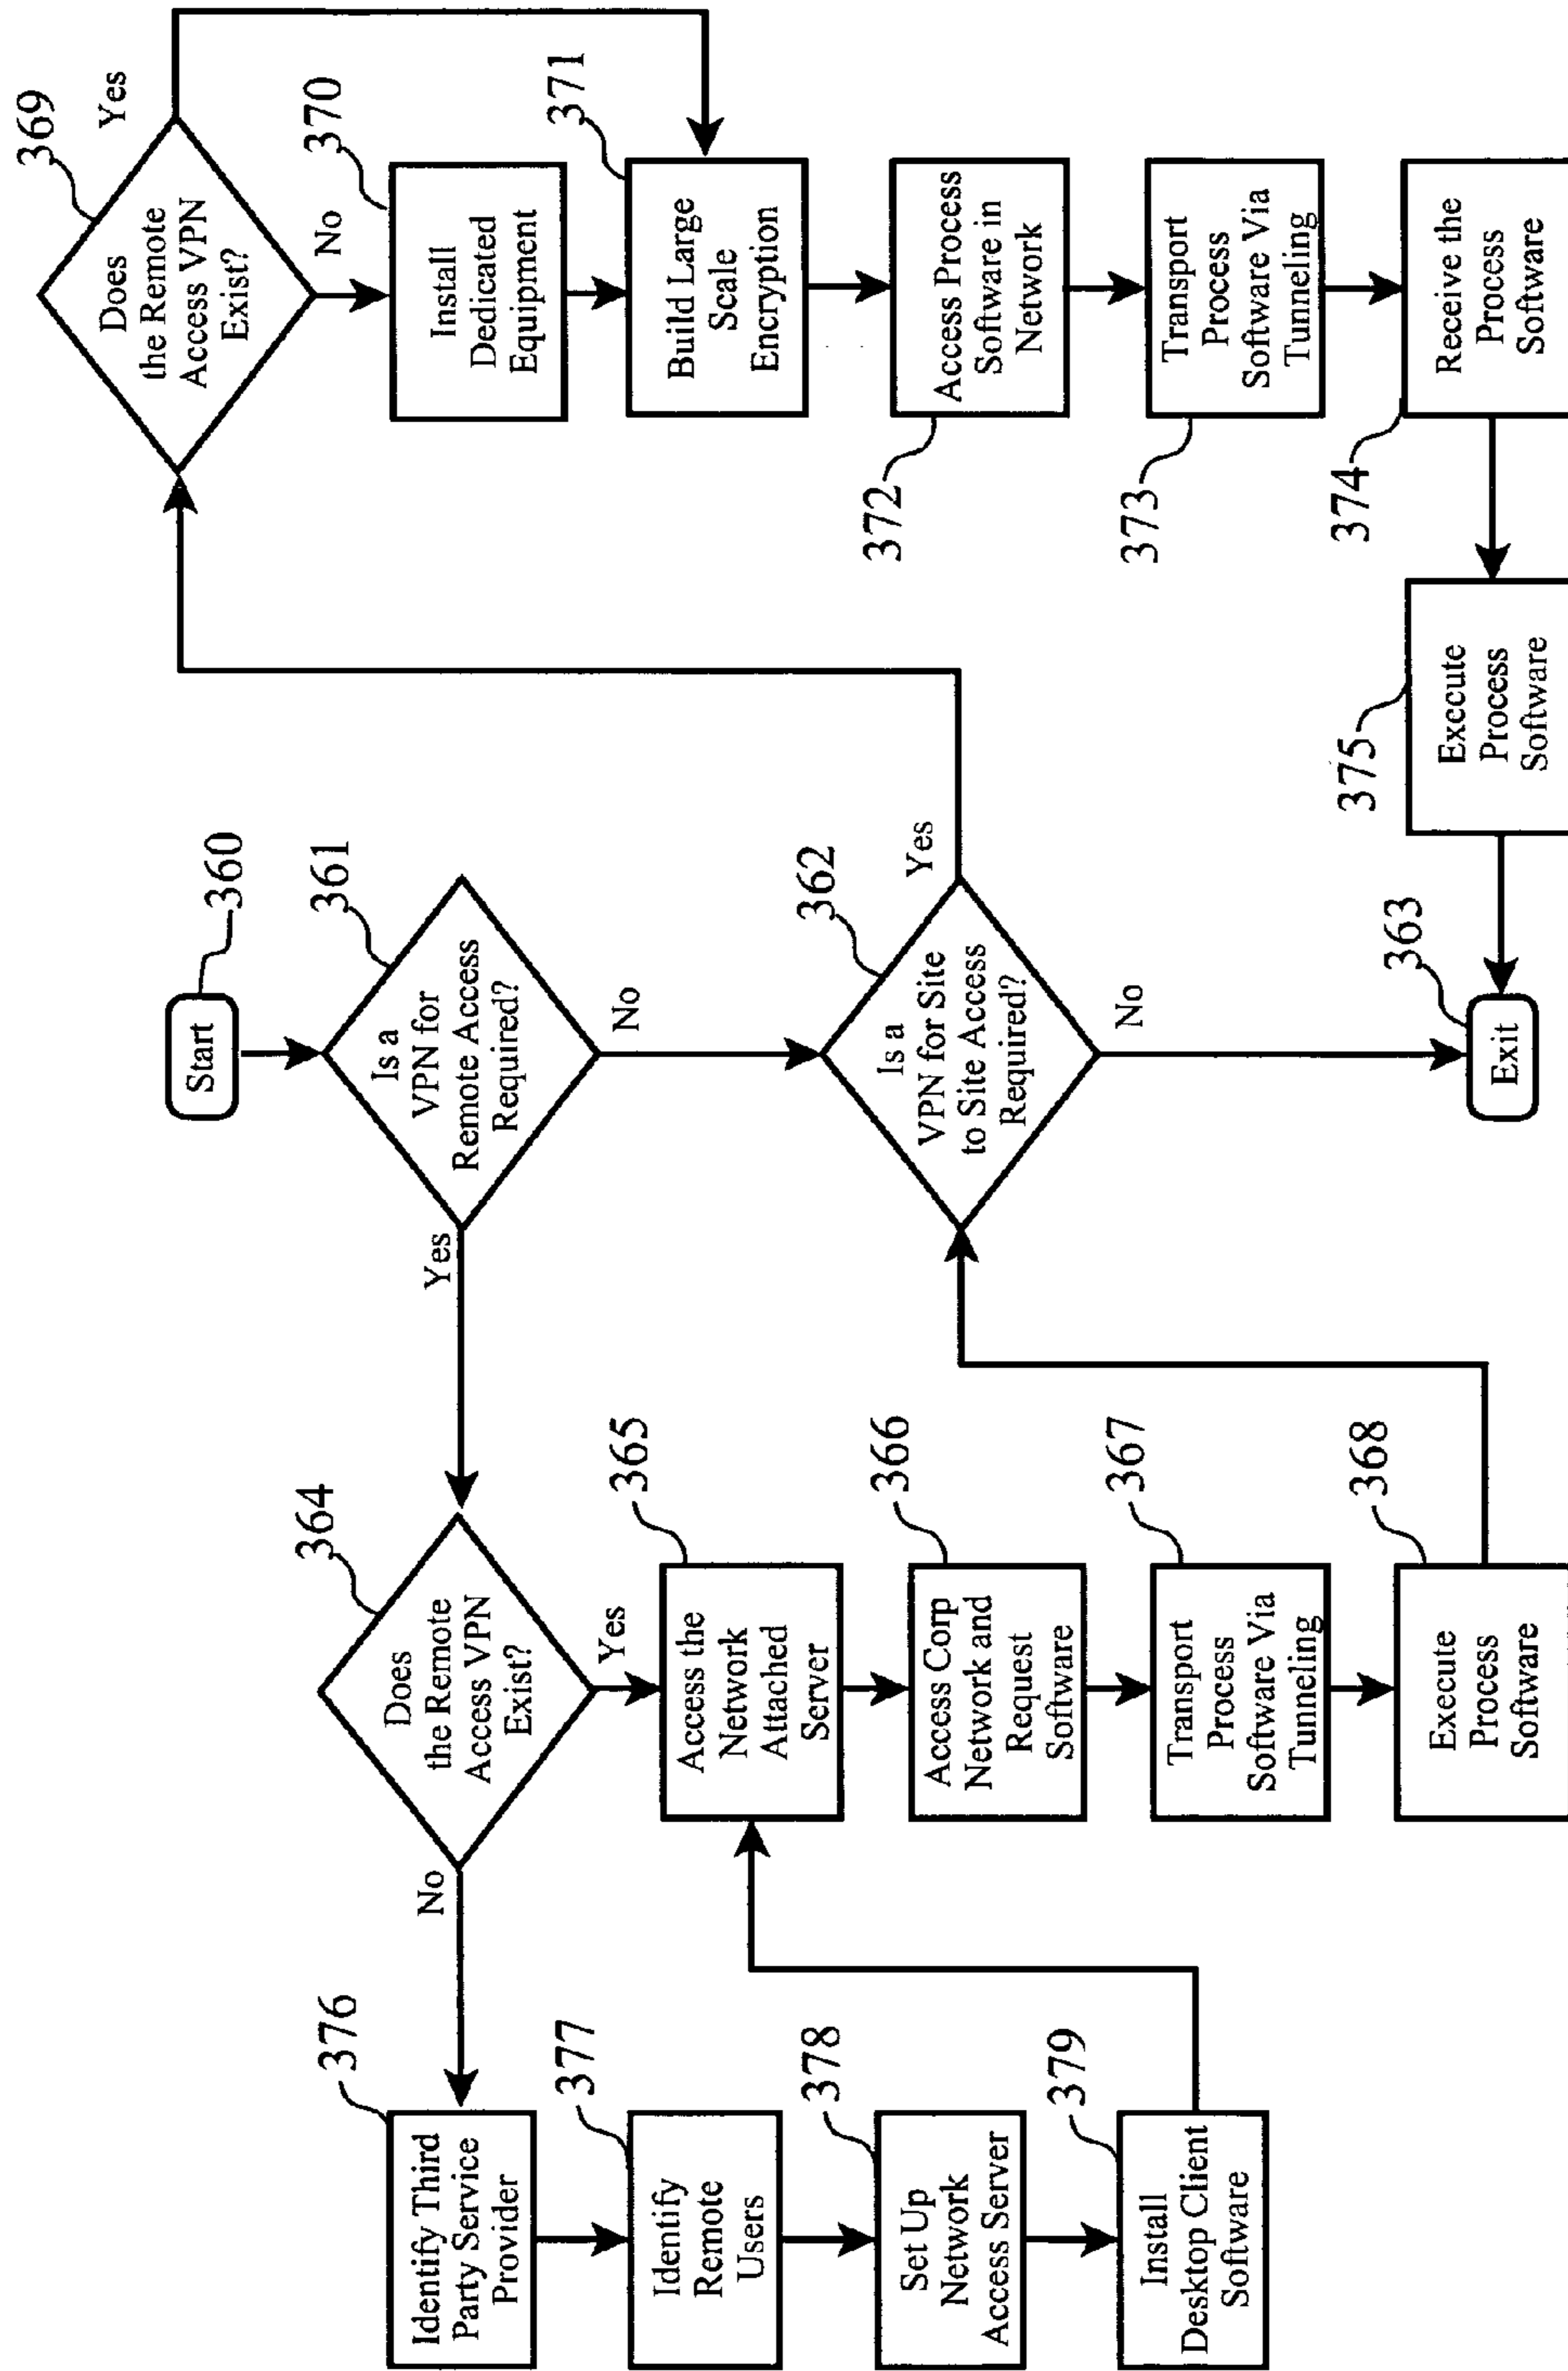 Start
360
Is a
VPN for
Remote Access
Required?
361
Yes
No
Is a
VPN for Site
to Site Access
Required?
362
Yes
No
Exit
363
Does
the Remote
Access VPN
Exist?
364
No
Yes
Access the
Network
Attached
Server
365
Access Corp
Network and
Request
Software
366
Transport
Process
Software Via
Tunneling
367
Execute
Process
Software
368
Identify Third
Party Service
Provider
376
Identify
Remote
Users
377
Set Up
Network
Access Server
378
Install
Desktop Client
Software
379
Does
the Remote
Access VPN
Exist?
369
Yes
No
Install
Dedicated
Equipment
370
Build Large
Scale
Encryption
371
Access Process
Software in
Network
372
Transport
Process
Software Via
Tunneling
373
Receive the
Process
Software
374
Execute
Process
Software
375